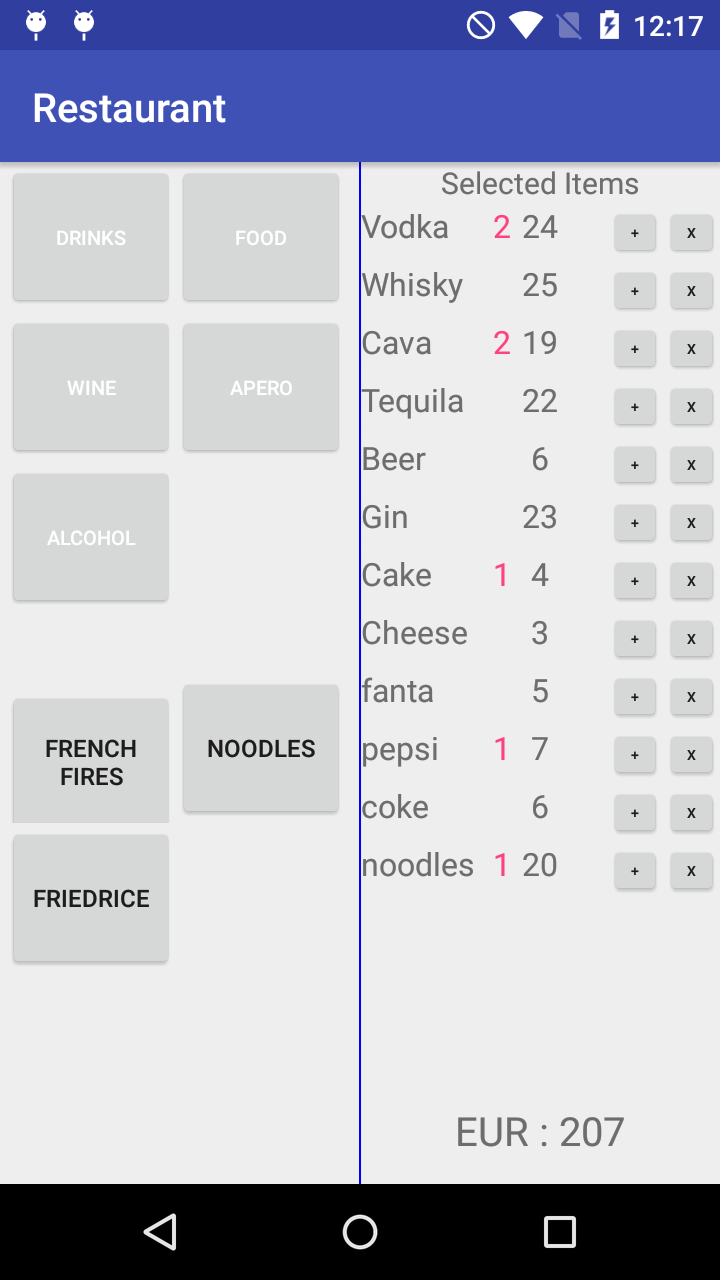 12:17
Restaurant
DRINKS
FOOD
WINE
APERO
ALCOHOL
FRENCH
FIRES
NOODLES
FRIEDRICE
Selected Items
Vodka 2 24 + X
Whisky 25 + X
Cava 2 19 + X
Tequila 22 + X
Beer 6 + X
Gin 23 + X
Cake 1 4 + X
Cheese 3 + X
fanta 5 + X
pepsi 1 7 + X
coke 6 + X
noodles 1 20 + X
EUR : 207